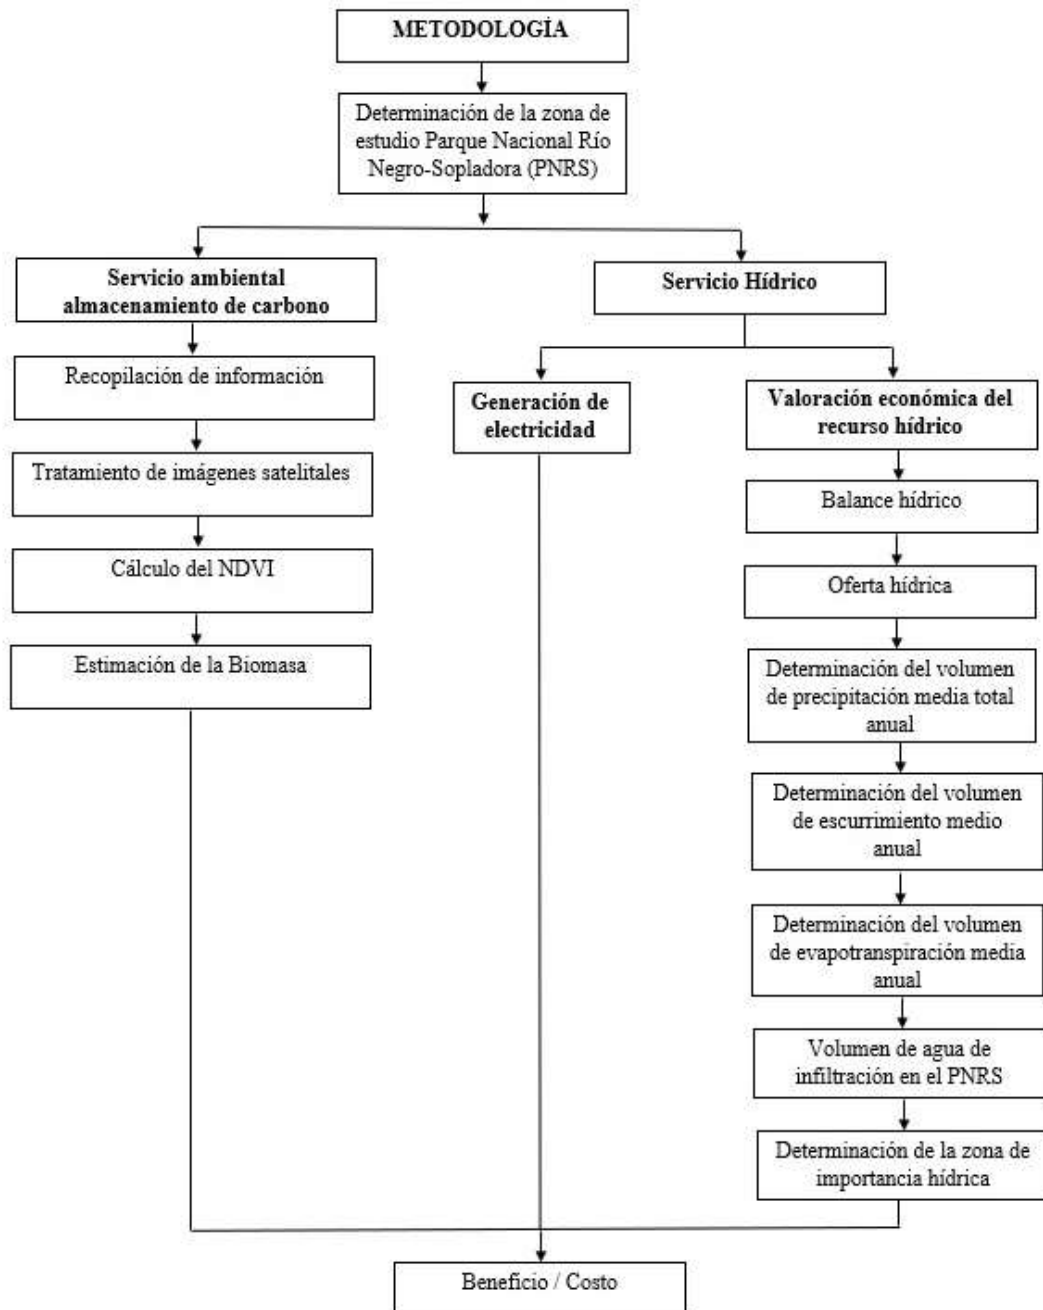 METODOLOGÍA
Determinación de la zona de
estudio Parque Nacional Río
Negro-Sopladora (PNRS)
Servicio ambiental
almacenamiento de carbono
Recopilación de información
Tratamiento de imágenes satelitales
Cálculo del NDVI
Estimación de la Biomasa
Servicio Hídrico
Generación de
electricidad
Valoración económica del
recurso hídrico
Balance hídrico
Oferta hídrica
Determinación del volumen
de precipitación media total
anual
Determinación del volumen
de escurrimiento medio
anual
Determinación del volumen
de evapotranspiración media
anual
Volumen de agua de
infiltración en el PNRS
Determinación de la zona de
importancia hídrica
Beneficio / Costo